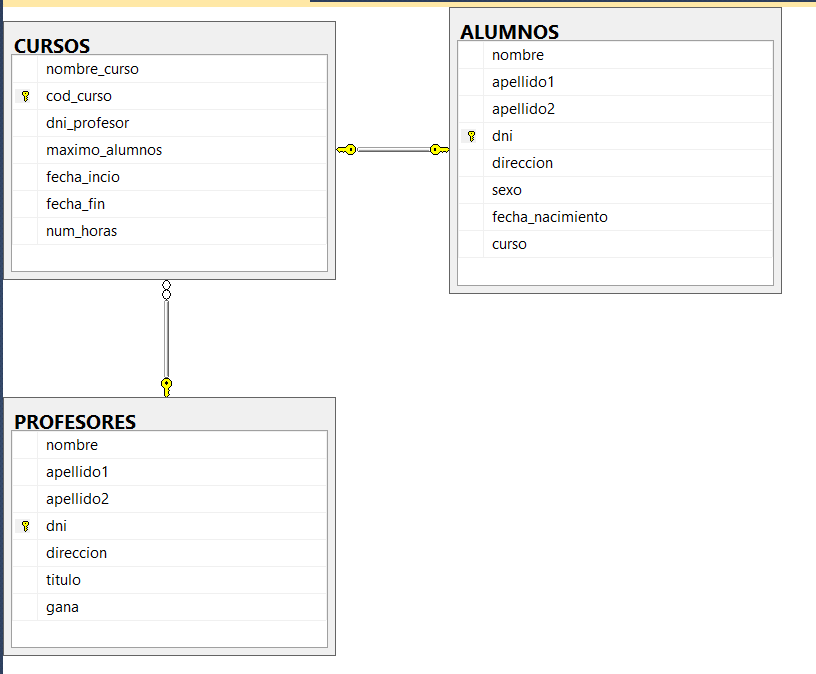 CURSOS
nombre_curso
cod_curso
dni_profesor
maximo_alumnos
fecha_incio
fecha_fin
num_horas
ALUMNOS
nombre
apellido1
apellido2
dni
direccion
sexo
fecha_nacimiento
curso
PROFESORES
nombre
apellido1
apellido2
dni
direccion
titulo
gana